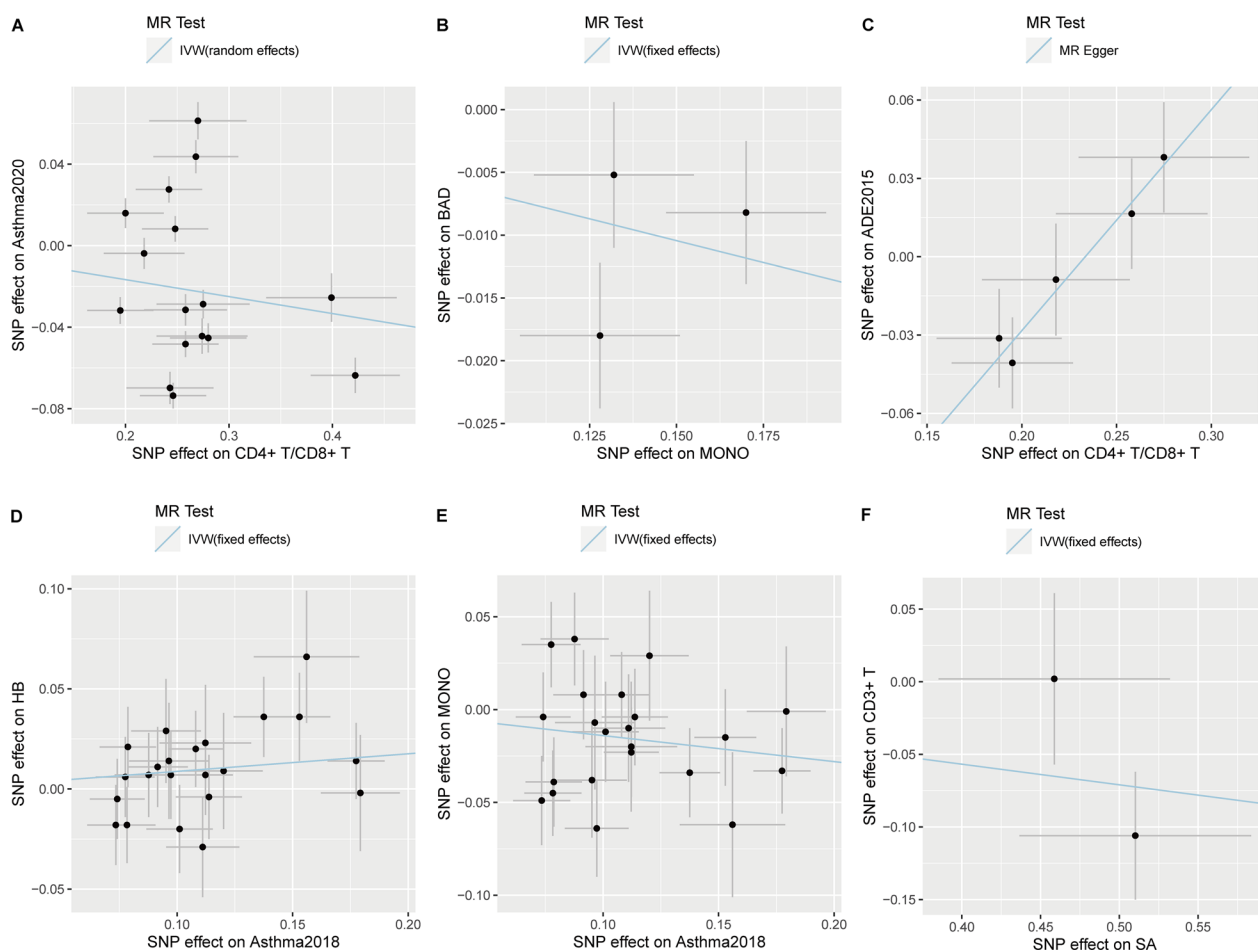 A
MR Test
IVW(random effects)
SNP effect on Asthma2020
0.04
0.00
−0.04
−0.08
0.2
0.3
0.4
SNP effect on CD4+ T/CD8+ T
B
MR Test
IVW(fixed effects)
SNP effect on BAD
0.000
−0.005
−0.010
−0.015
−0.020
−0.025
0.125
0.150
0.175
SNP effect on MONO
C
MR Test
MR Egger
SNP effect on ADE2015
0.06
0.03
0.00
−0.03
−0.06
0.15
0.20
0.25
0.30
SNP effect on CD4+ T/CD8+ T
D
MR Test
IVW(fixed effects)
SNP effect on HB
0.10
0.05
0.00
−0.05
0.10
0.15
0.20
SNP effect on Asthma2018
E
MR Test
IVW(fixed effects)
SNP effect on MONO
0.05
0.00
−0.05
−0.10
0.10
0.15
0.20
SNP effect on Asthma2018
F
MR Test
IVW(fixed effects)
SNP effect on CD3+ T
0.05
0.00
−0.05
−0.10
−0.15
0.40
0.45
0.50
0.55
SNP effect on SA